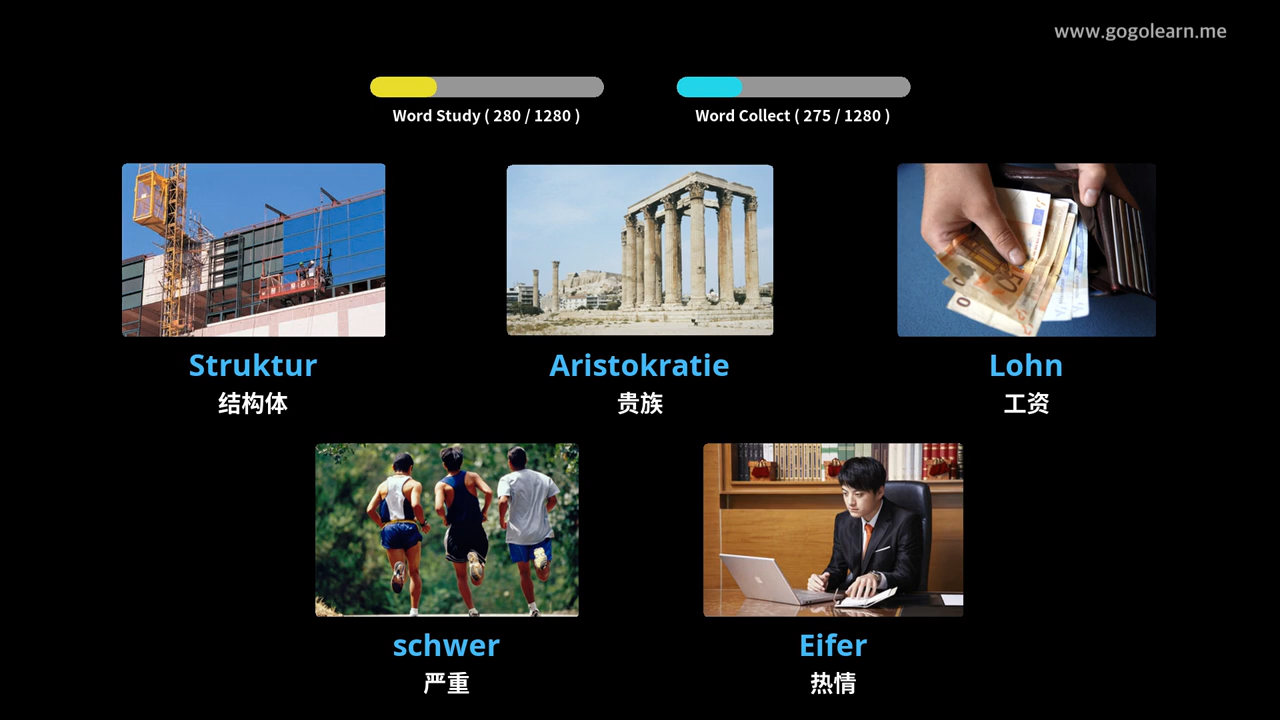 www.gogolearn.me
Word Study ( 280 / 1280 )
Word Collect ( 275 / 1280 )
Struktur
结构体
Aristokratie
贵族
Lohn
工资
schwer
严重
Eifer
热情